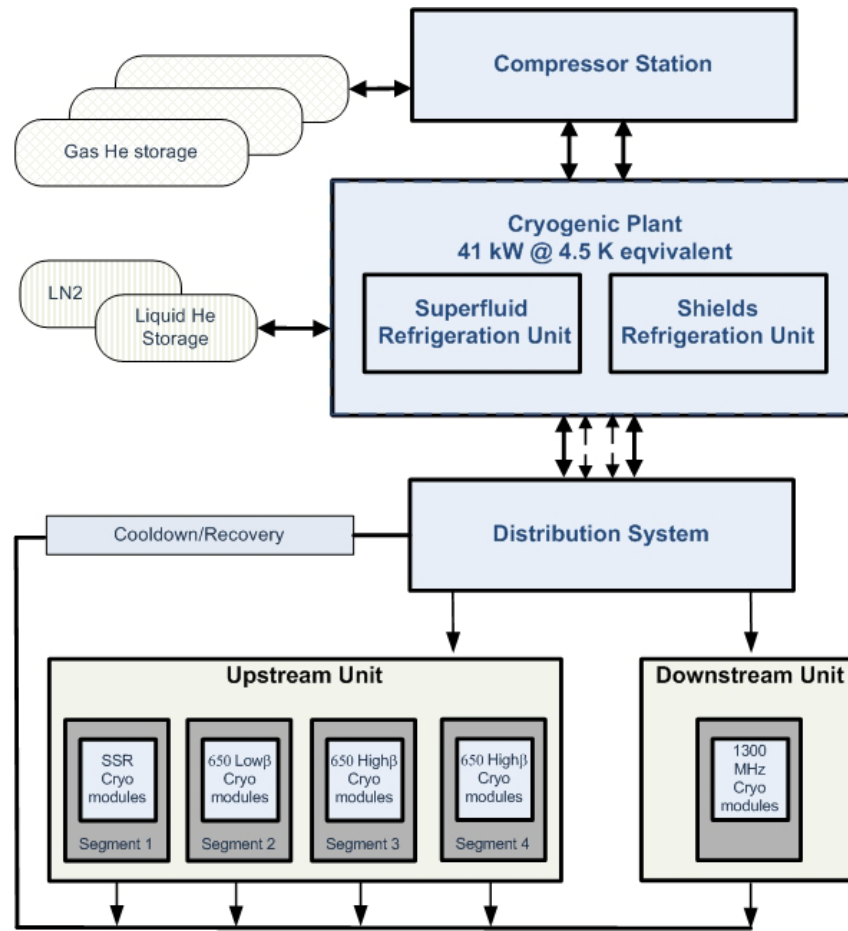 Compressor Station
Gas He storage
Cryogenic Plant
41 kW @ 4.5 K eqvivalent
LN2
Liquid He
Storage
Superfluid
Refrigeration Unit
Shields
Refrigeration Unit
Cooldown/Recovery
Distribution System
Upstream Unit
Downstream Unit
SSR
Cryo
modules
Segment 1
650 Lowβ
Cryo
modules
Segment 2
650 Highβ
Cryo
modules
Segment 3
650 Highβ
Cryo
modules
Segment 4
1300
MHz
Cryo
modules